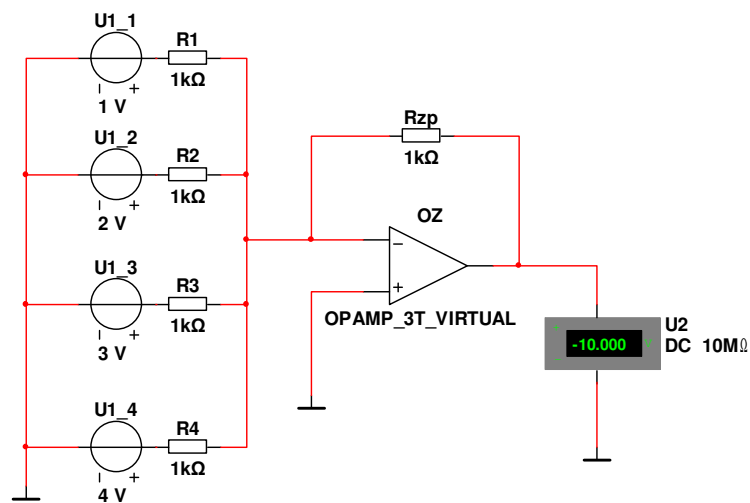 U1_1
R1
1kΩ
1 V
U1_2
R2
1kΩ
2 V
U1_3
R3
1kΩ
3 V
U1_4
R4
1kΩ
4 V
Rzp
1kΩ
OZ
OPAMP_3T_VIRTUAL
U2
-10.000 V
DC 10MΩ